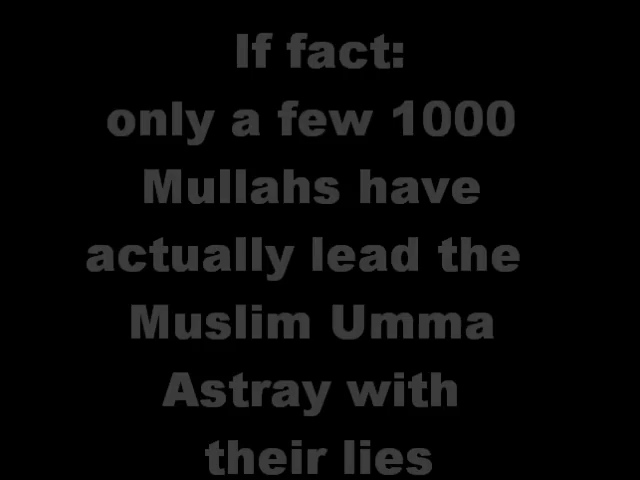 If fact:
only a few 1000
Mullahs have
actually lead the
Muslim Umma
Astray with
their lies